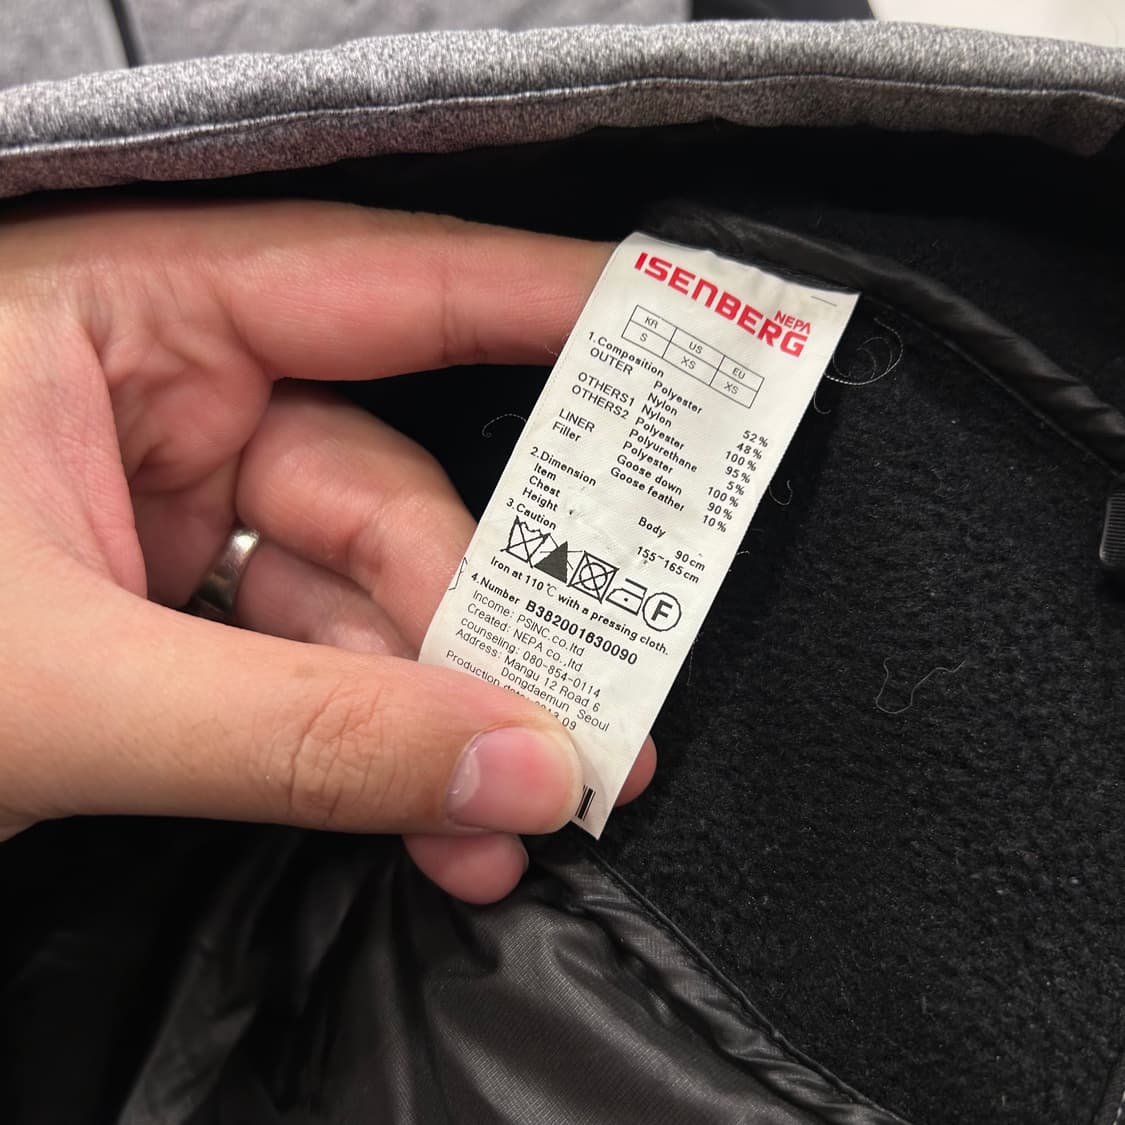 ISENBERG
NEPA
KR US EU
S XS XS
1.Composition
OUTER Polyester 52%
Nylon 48%
OTHERS1 Nylon 100%
OTHERS2 Polyester 95%
Polyurethane 5%
LINER Polyester 100%
Filler Goose down 90%
Goose feather 10%
2.Dimension
Item Body
Chest 90cm
Height 155~165cm
3.Caution
F
Iron at 110℃ with a pressing cloth.
4.Number B382001630090
Income: PSINC.co.ltd
Created: NEPA co.,ltd
counseling: 080-854-0114
Address: Mangu 12 Road 6
Dongdaemun Seoul
Production 09